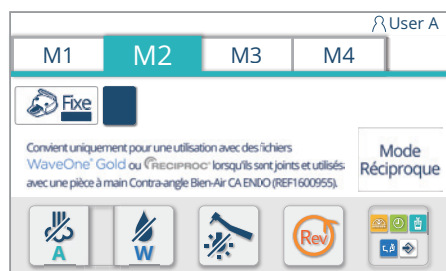 User A
M1 M2 M3 M4
Fixe
Convient uniquement pour une utilisation avec des fichiers
WaveOne® Gold ou RECIPROC® lorsqu'ils sont joints et utilisés
avec une pièce à main Contra-angle Bien-Air CA ENDO (REF1600955).
Mode
Réciproque
A W Rev